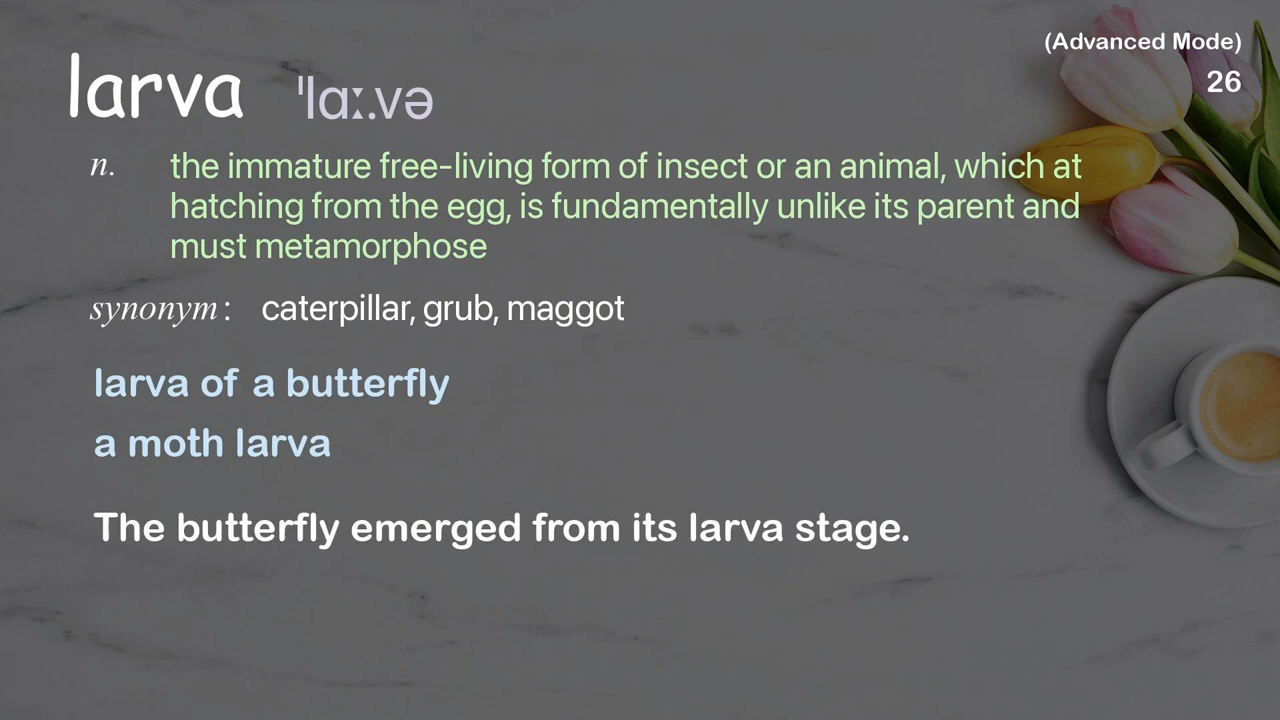 (Advanced Mode)
26
larva ˈlɑː.və
n. the immature free-living form of insect or an animal, which at
hatching from the egg, is fundamentally unlike its parent and
must metamorphose
synonym: caterpillar, grub, maggot
larva of a butterfly
a moth larva
The butterfly emerged from its larva stage.